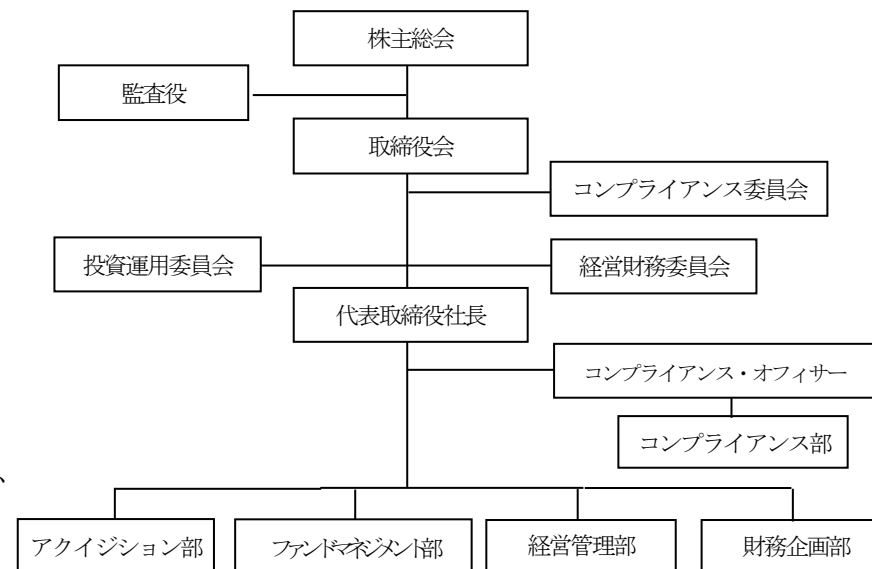 株主総会
監査役
取締役会
コンプライアンス委員会
投資運用委員会
経営財務委員会
代表取締役社長
コンプライアンス・オフィサー
コンプライアンス部
、
アクイジション部
ファンドマネジメント部
経営管理部
財務企画部